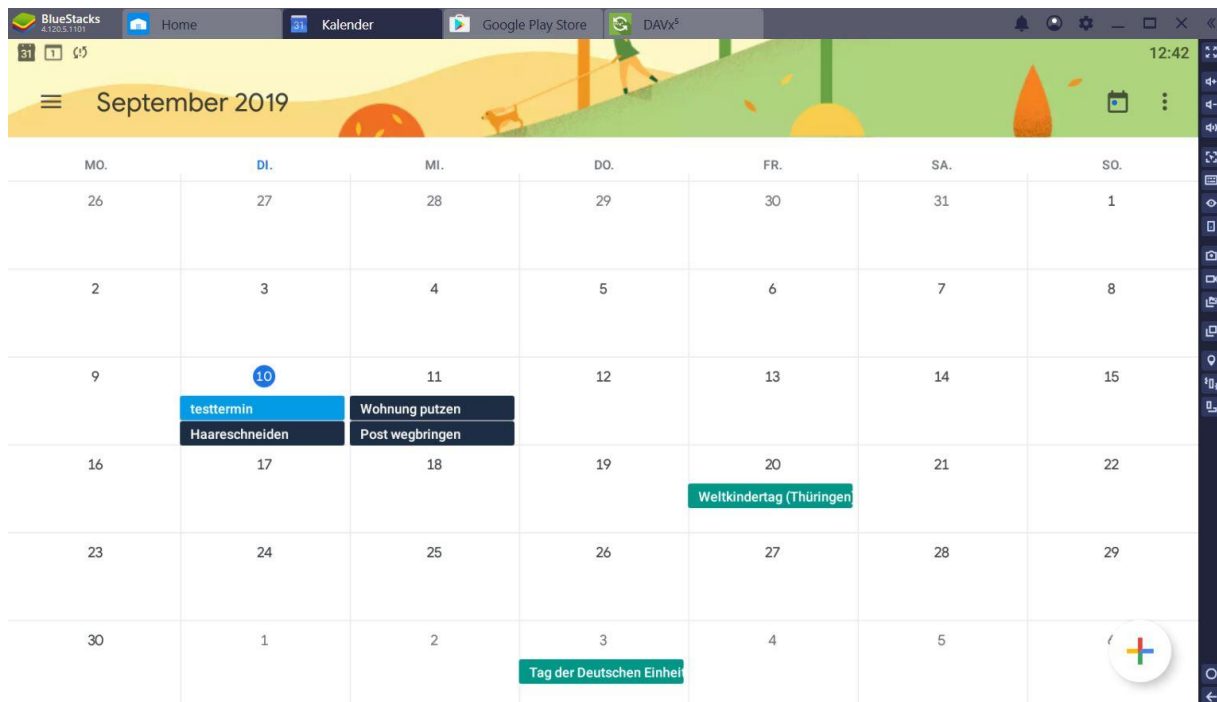 BlueStacks
4.120.5.1101
Home
31 Kalender
Google Play Store
DAVx⁵
31 1 12:42
September 2019
MO. DI. MI. DO. FR. SA. SO.
26 27 28 29 30 31 1
2 3 4 5 6 7 8
9 10 11 12 13 14 15
testtermin Wohnung putzen
Haareschneiden Post wegbringen
16 17 18 19 20 21 22
Weltkindertag (Thüringen)
23 24 25 26 27 28 29
30 1 2 3 4 5
Tag der Deutschen Einheit